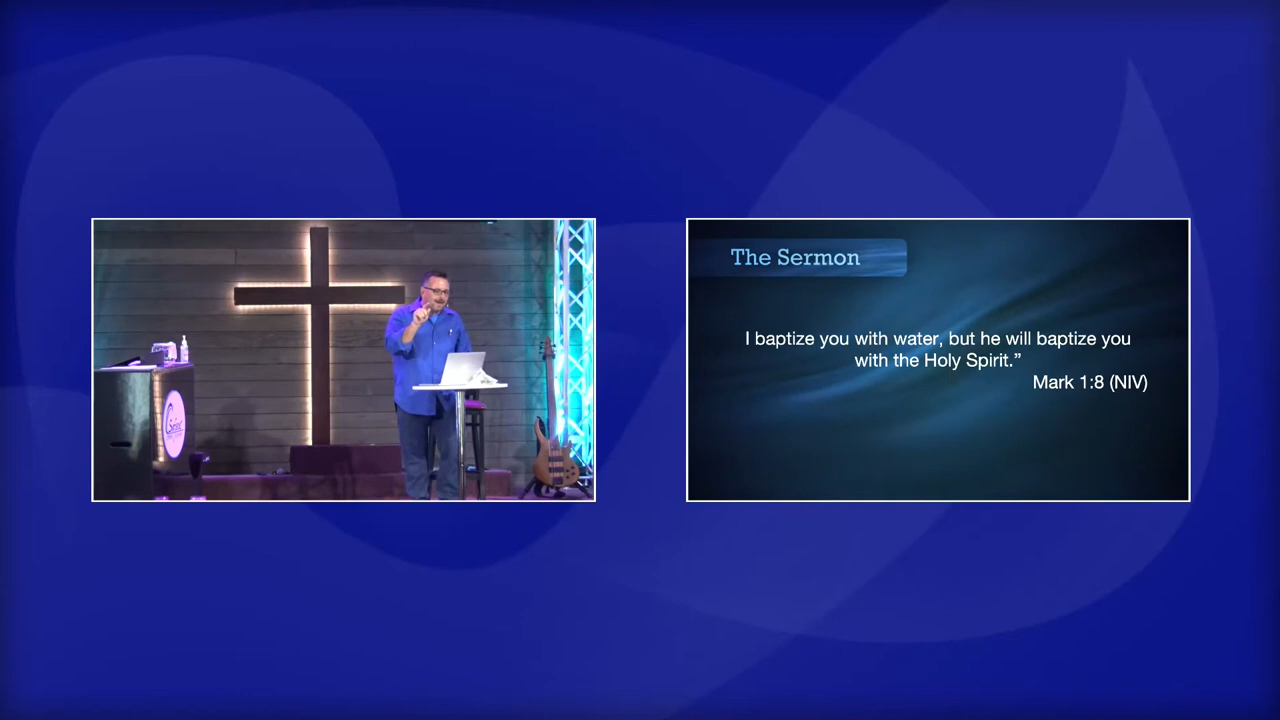 The Sermon
I baptize you with water, but he will baptize you
with the Holy Spirit.”
Mark 1:8 (NIV)